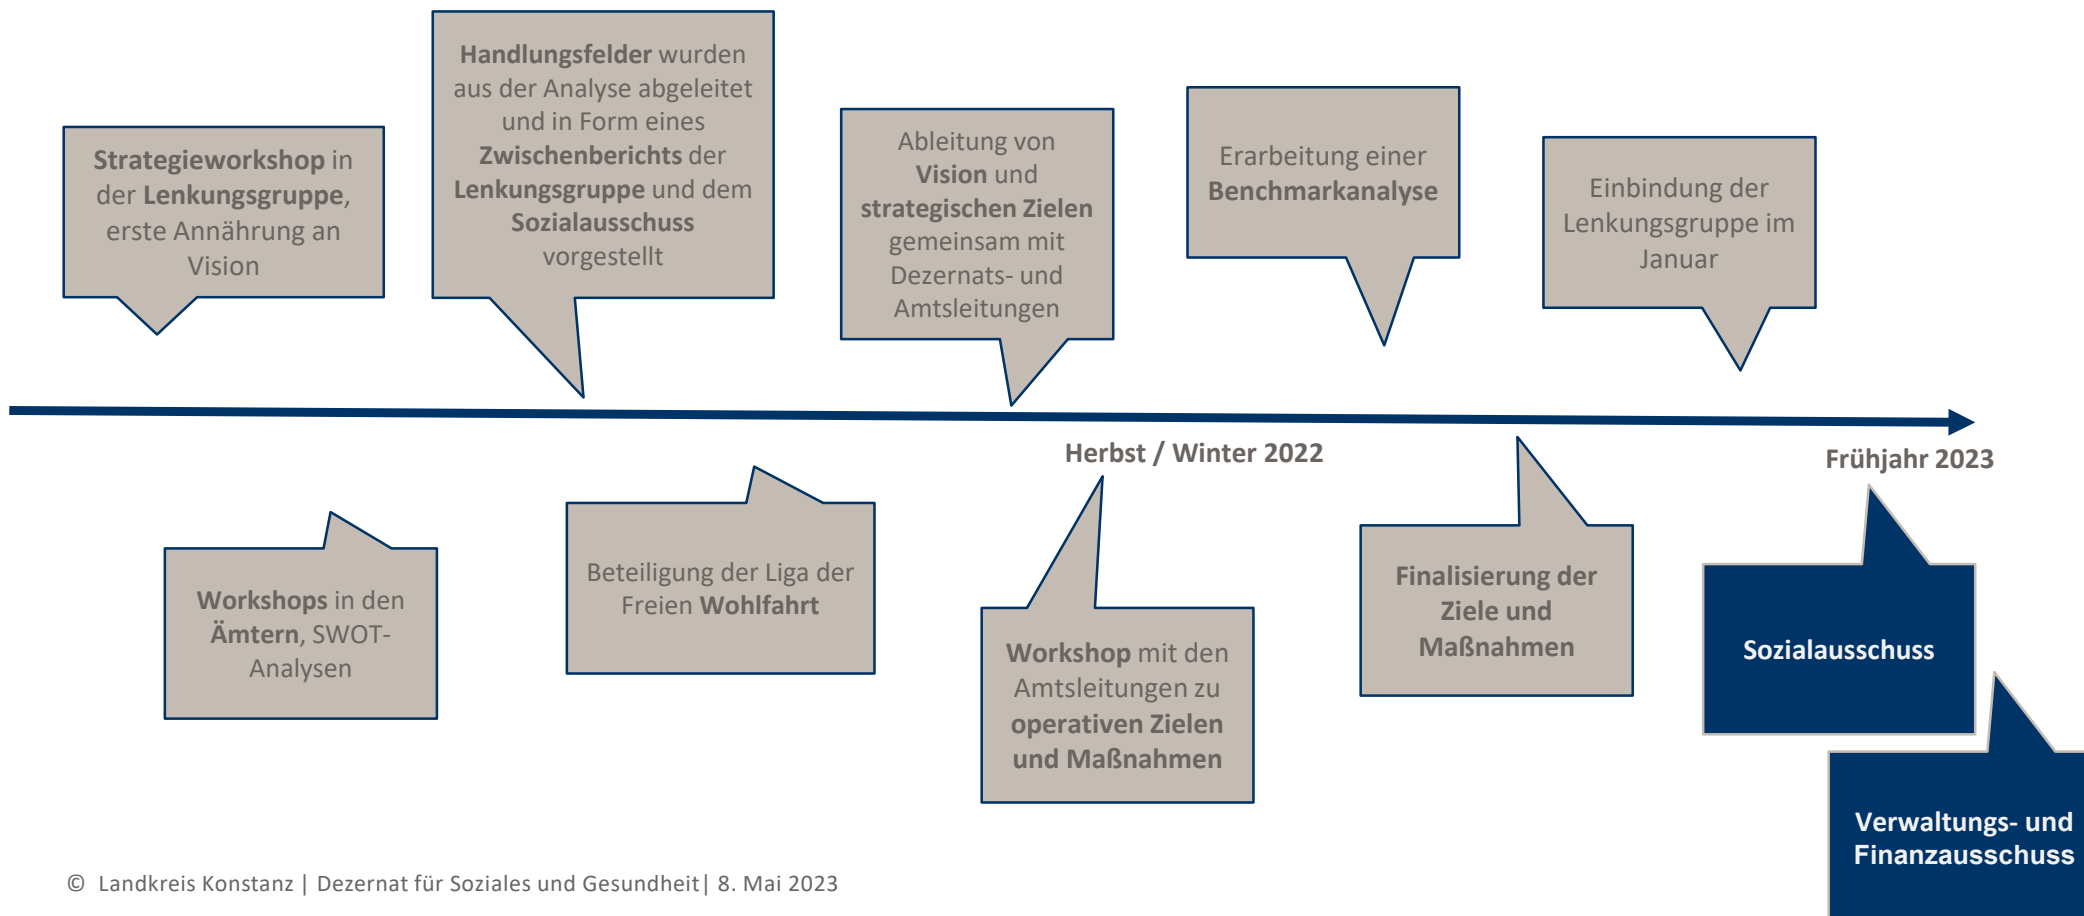 Strategieworkshop in
der Lenkungsgruppe,
erste Annährung an
Vision
Handlungsfelder wurden
aus der Analyse abgeleitet
und in Form eines
Zwischenberichts der
Lenkungsgruppe und dem
Sozialausschuss
vorgestellt
Ableitung von
Vision und
strategischen Zielen
gemeinsam mit
Dezernats- und
Amtsleitungen
Erarbeitung einer
Benchmarkanalyse
Einbindung der
Lenkungsgruppe im
Januar
Herbst / Winter 2022
Frühjahr 2023
Workshops in den
Ämtern, SWOT-
Analysen
Beteiligung der Liga der
Freien Wohlfahrt
Workshop mit den
Amtsleitungen zu
operativen Zielen
und Maßnahmen
Finalisierung der
Ziele und
Maßnahmen
Sozialausschuss
Verwaltungs- und
Finanzausschuss
© Landkreis Konstanz | Dezernat für Soziales und Gesundheit| 8. Mai 2023